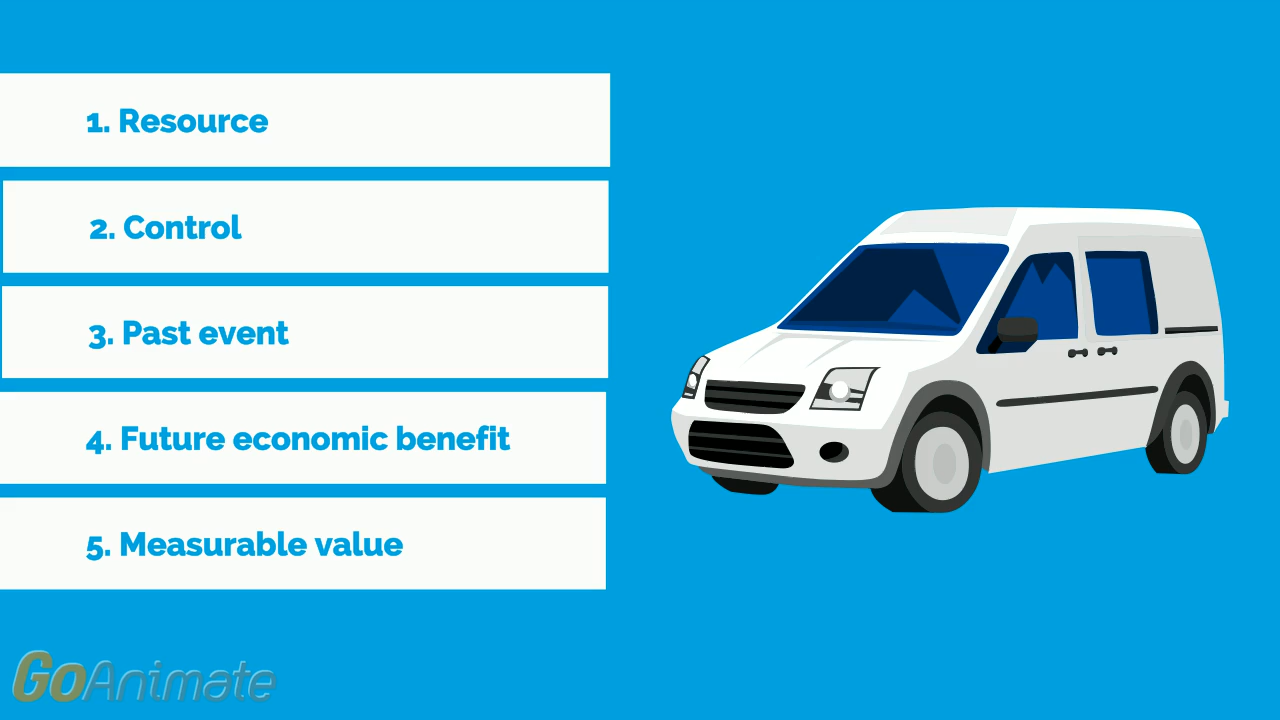 1. Resource
2. Control
3. Past event
4. Future economic benefit
5. Measurable value
GoAnimate